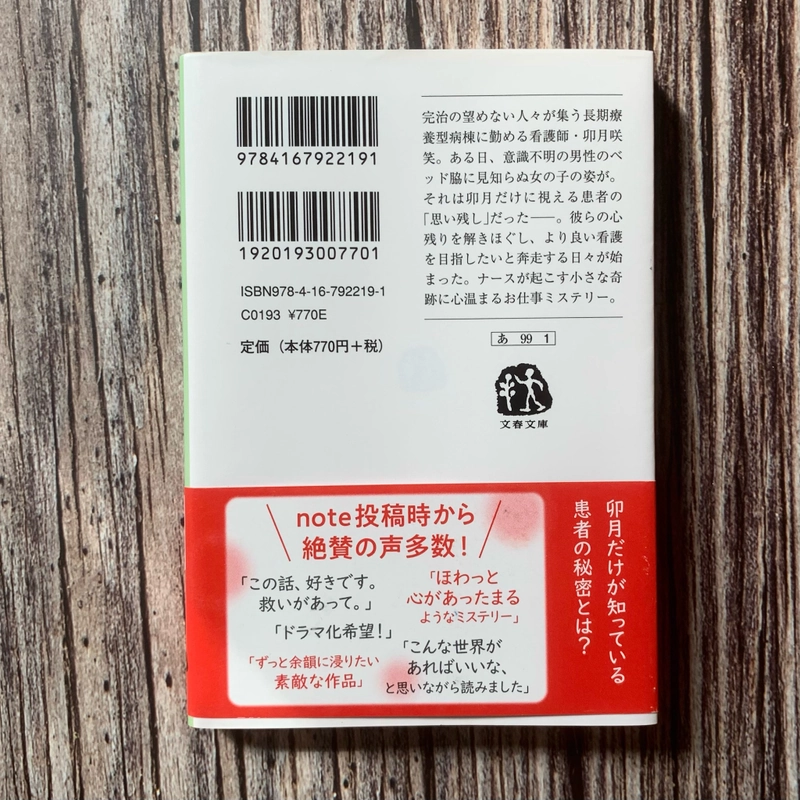 9784167922191
1920193007701
ISBN978-4-16-792219-1
C0193 ¥770E
定価（本体770円＋税）
完治の望めない人々が集う長期療
養型病棟に勤める看護師・卯月咲
笑。ある日、意識不明の男性のベ
ッド脇に見知らぬ女の子の姿が。
それは卯月だけに視える患者の
「思い残し」だった――。彼らの心
残りを解きほぐし、より良い看護
を目指したいと奔走する日々が始
まった。ナースが起こす小さな奇
跡に心温まるお仕事ミステリー。
あ 99 1
文春文庫
卯月だけが知っている
患者の秘密とは？
note投稿時から
絶賛の声多数！
「この話、好きです。
救いがあって。」
「ほわっと
心があったまる
ようなミステリー」
「ドラマ化希望！」
「こんな世界が
あればいいな、
と思いながら読みました」
「ずっと余韻に浸りたい
素敵な作品」